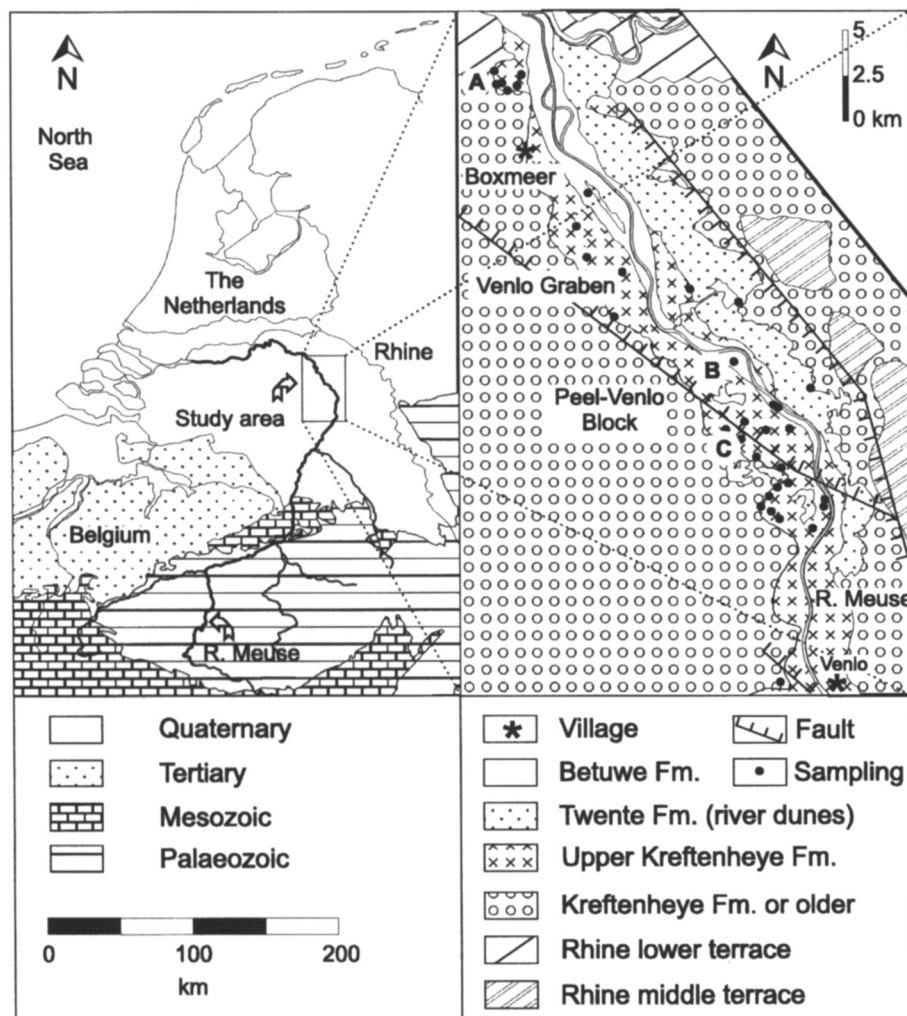 N
North
Sea
The
Netherlands
Rhine
Study area
Belgium
R. Meuse
N
5
2.5
0 km
A
Boxmeer
Venlo Graben
B
Peel-Venlo
Block
C
R. Meuse
Venlo
Quaternary
Tertiary
Mesozoic
Palaeozoic
0 100 200
km
Village
Fault
Betuwe Fm.
Sampling
Twente Fm. (river dunes)
Upper Kreftenheye Fm.
Kreftenheye Fm. or older
Rhine lower terrace
Rhine middle terrace